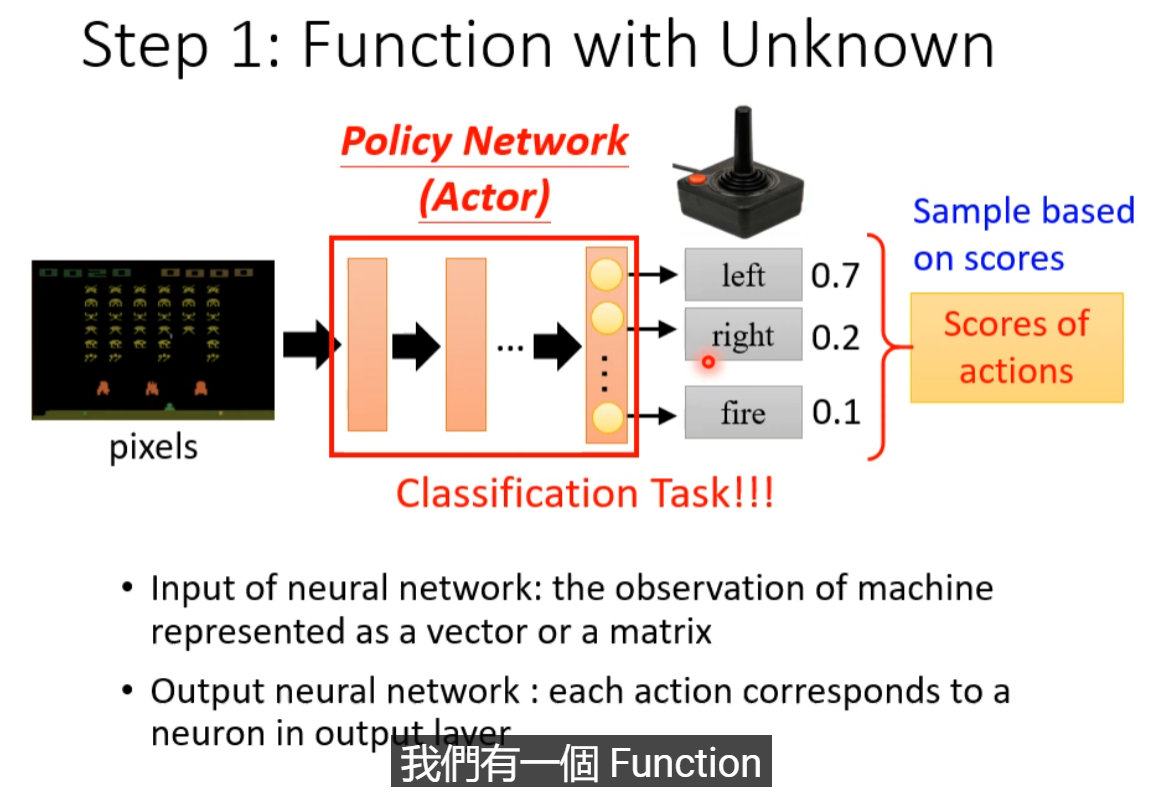 Step 1: Function with Unknown
Policy Network
(Actor)
0020 0000
pixels
...
left 0.7
right 0.2
fire 0.1
Sample based
on scores
Scores of
actions
Classification Task!!!
• Input of neural network: the observation of machine
represented as a vector or a matrix
• Output neural network : each action corresponds to a
neuron in output layer
我們有一個 Function